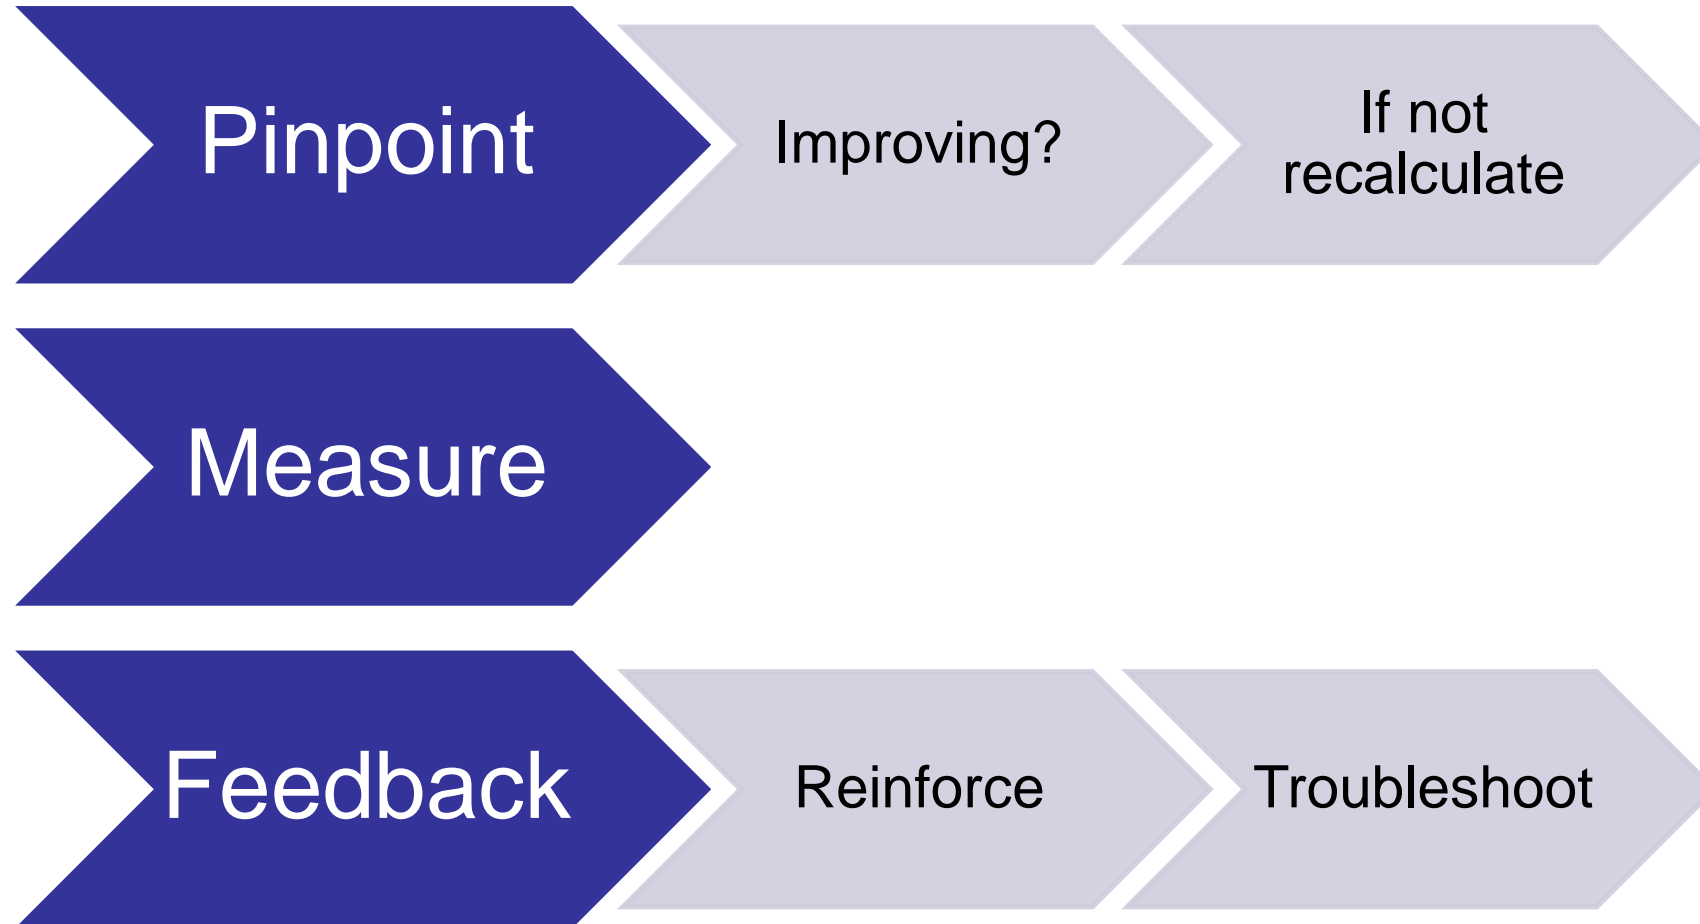 Pinpoint
Improving?
If not
recalculate
Measure
Feedback
Reinforce
Troubleshoot